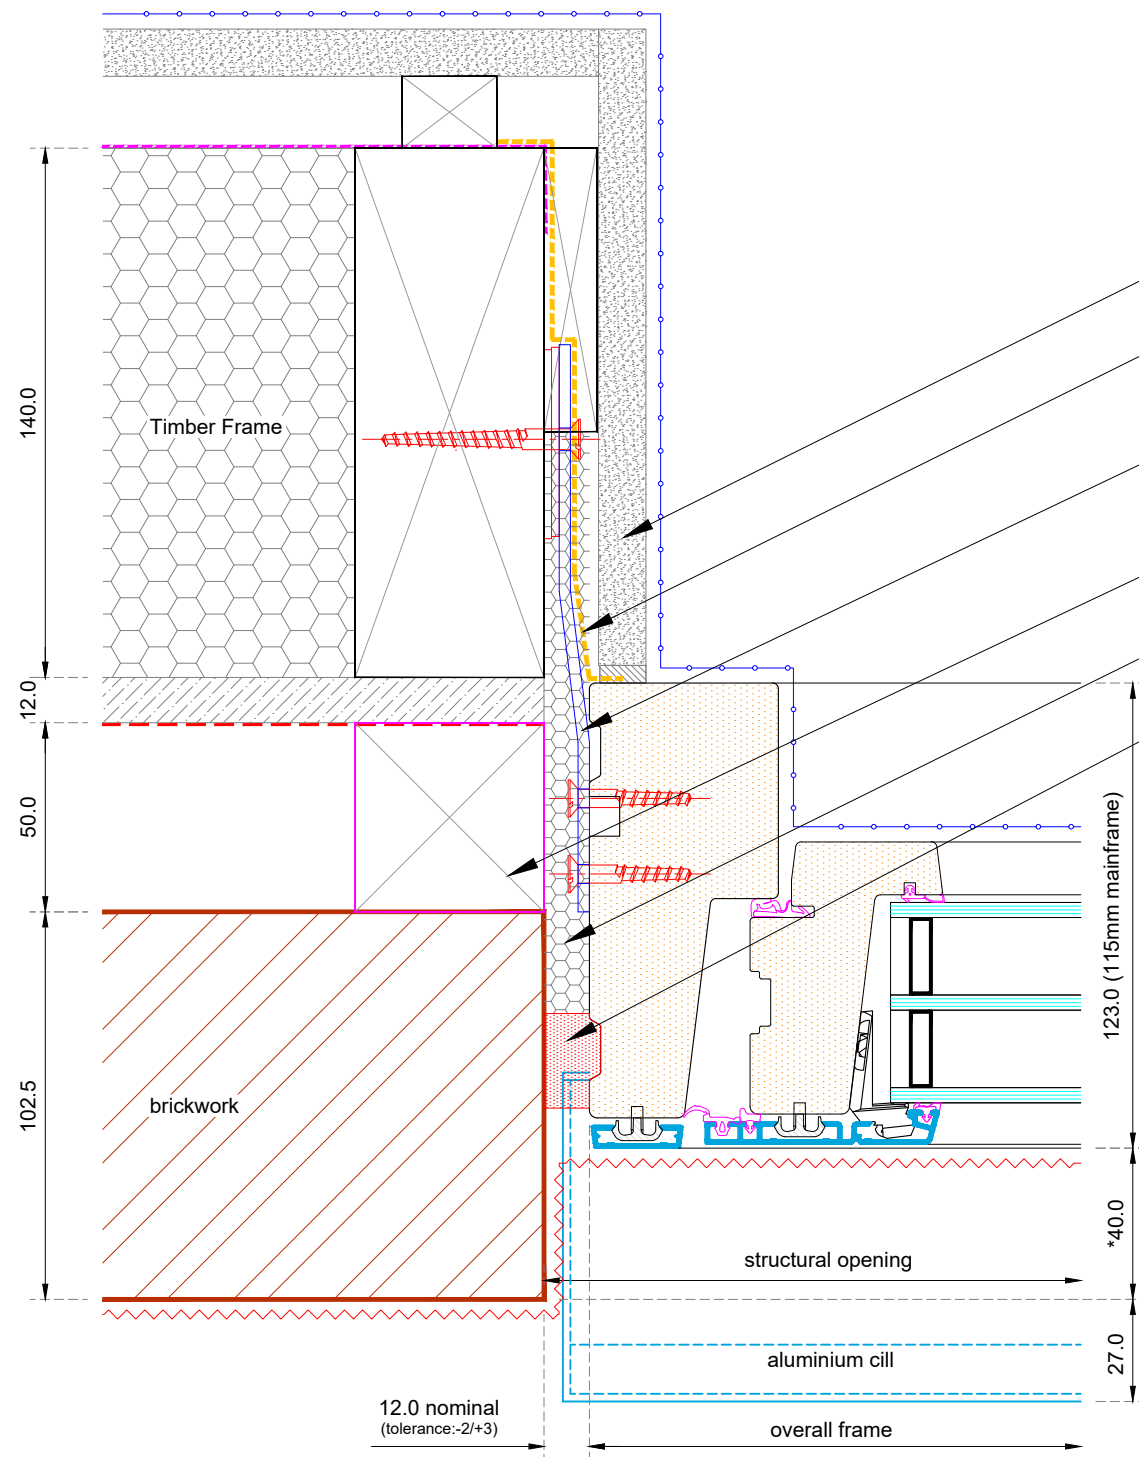 140.0
Timber Frame
12.0
50.0
123.0 (115mm mainframe)
102.5
brickwork
*40.0
structural opening
27.0
aluminium cill
12.0 nominal
(tolerance:-2/+3)
overall frame